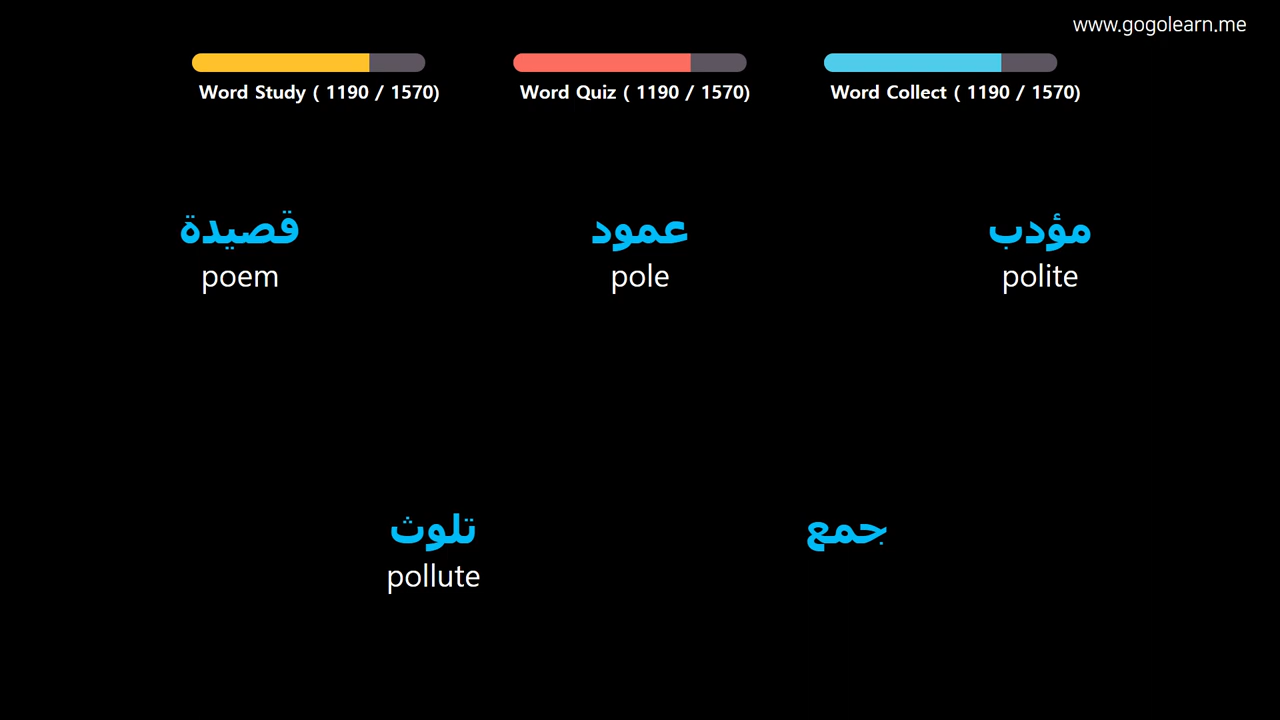 www.gogolearn.me
Word Study ( 1190 / 1570)
Word Quiz ( 1190 / 1570)
Word Collect ( 1190 / 1570)
قصيدة
poem
عمود
pole
مؤدب
polite
تلوث
pollute
جمع